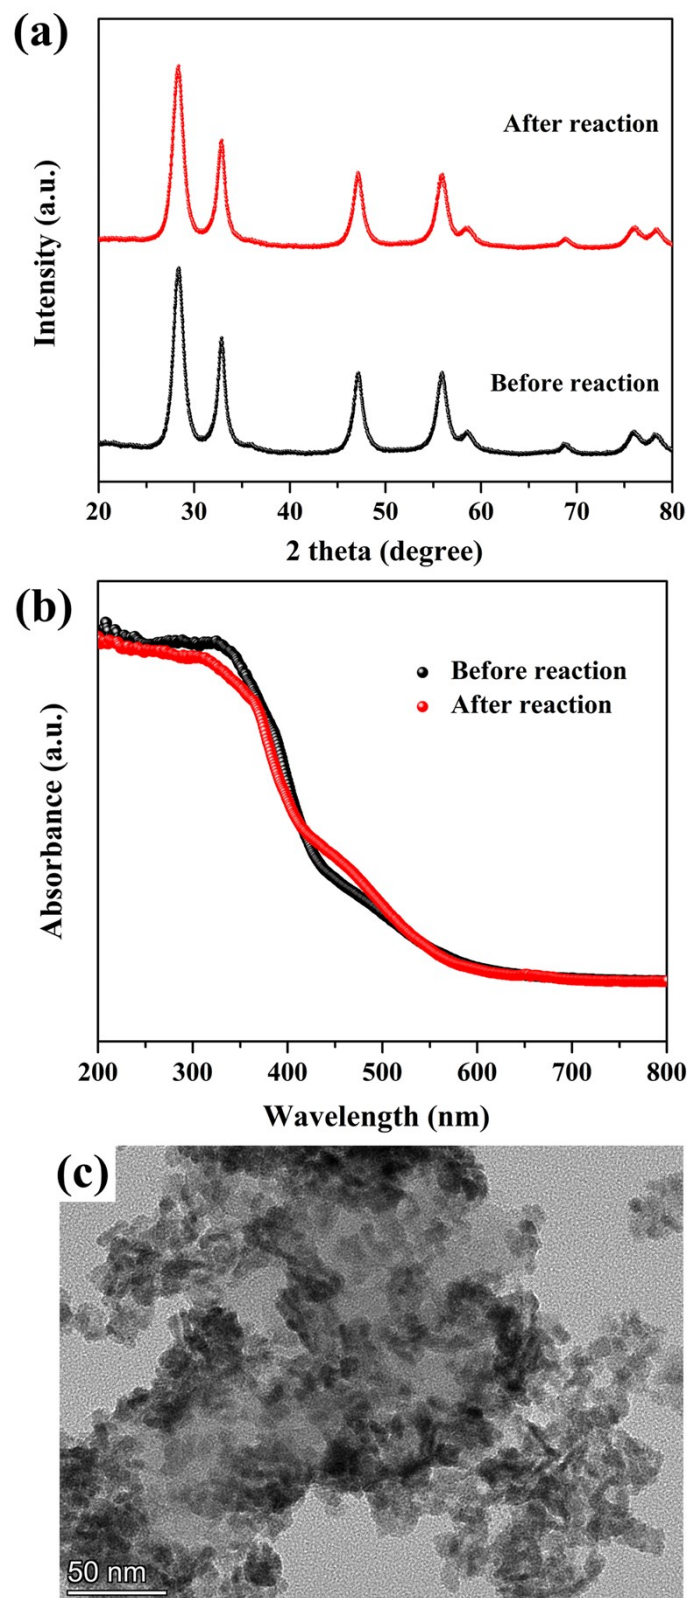 (a)
After reaction
Before reaction
Intensity (a.u.)
20 30 40 50 60 70 80
2 theta (degree)
(b)
Before reaction
After reaction
Absorbance (a.u.)
200 300 400 500 600 700 800
Wavelength (nm)
(c)
50 nm